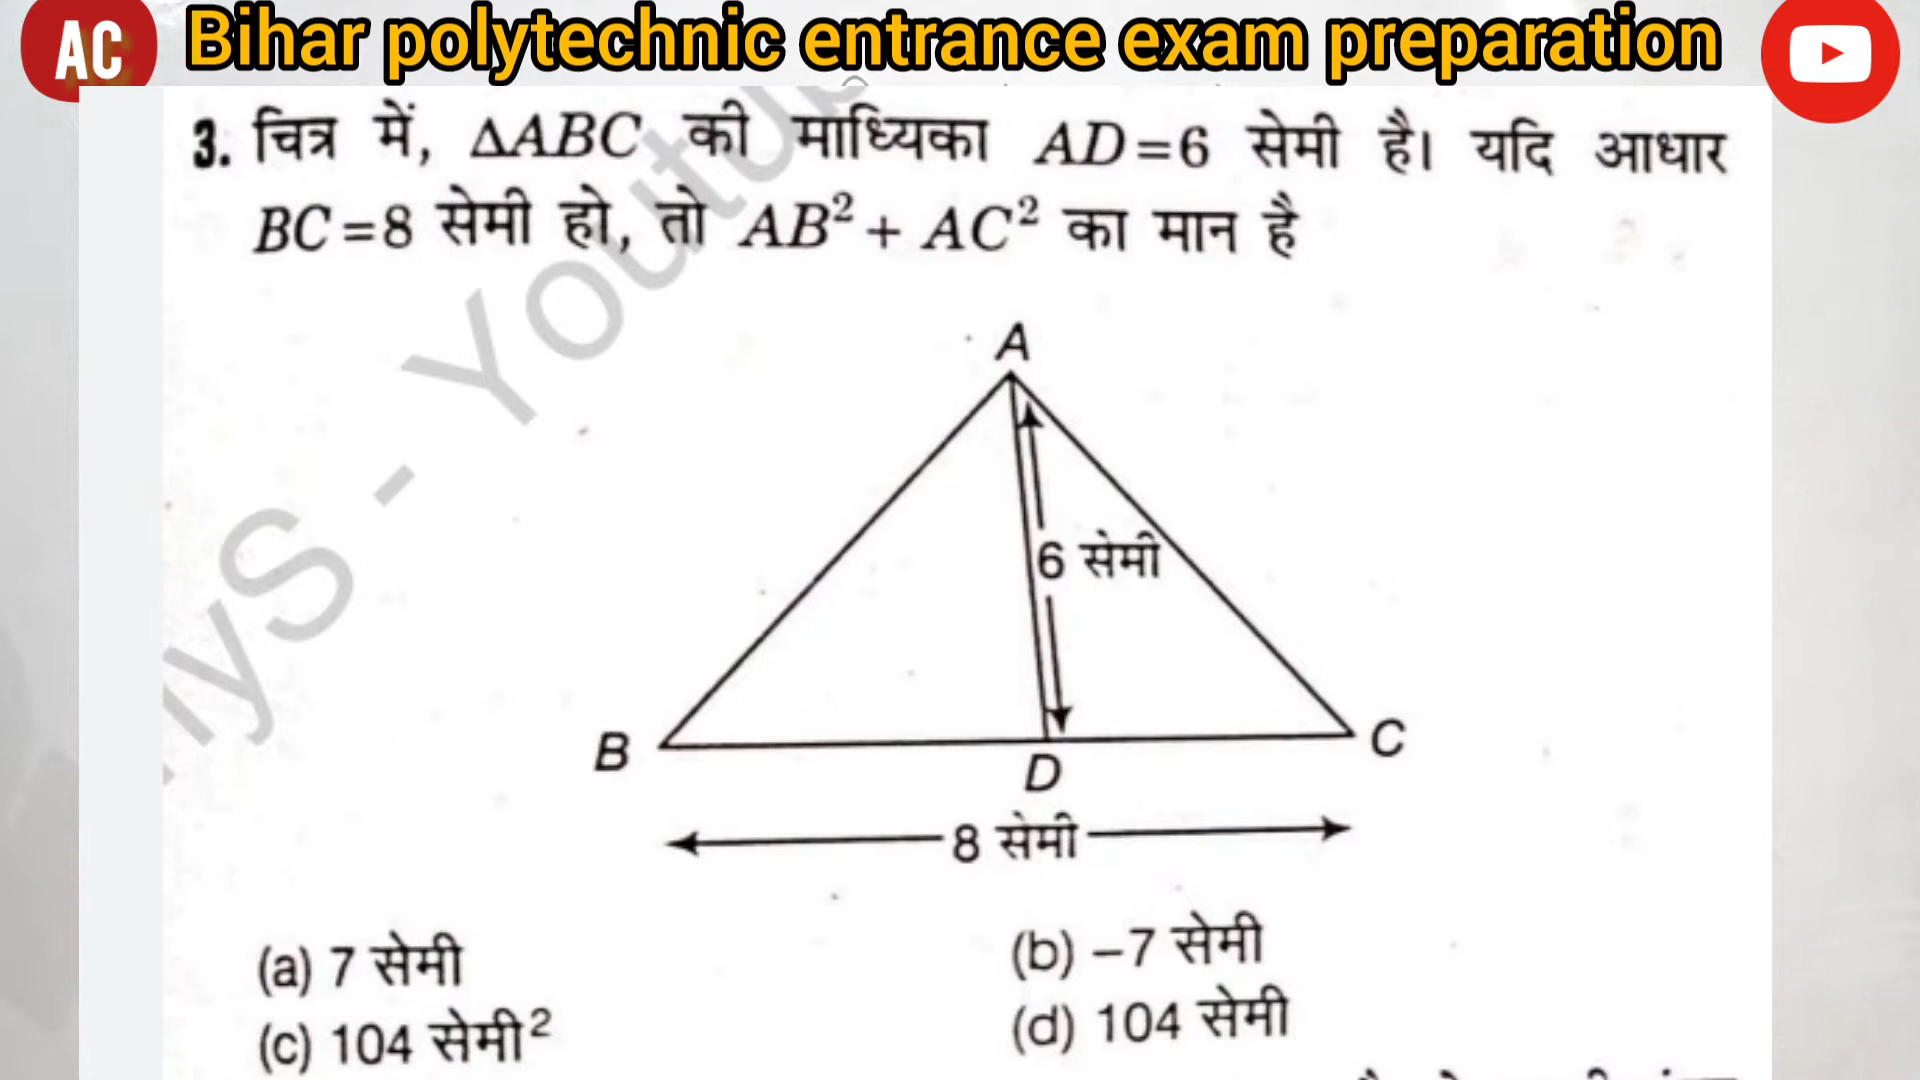 AC
Bihar polytechnic entrance exam preparation
3. चित्र में, ΔABC की माध्यिका AD=6 सेमी है। यदि आधार
BC=8 सेमी हो, तो AB² + AC² का मान है
A
6 सेमी
B
D
C
8 सेमी
(a) 7 सेमी
(b) –7 सेमी
(c) 104 सेमी²
(d) 104 सेमी